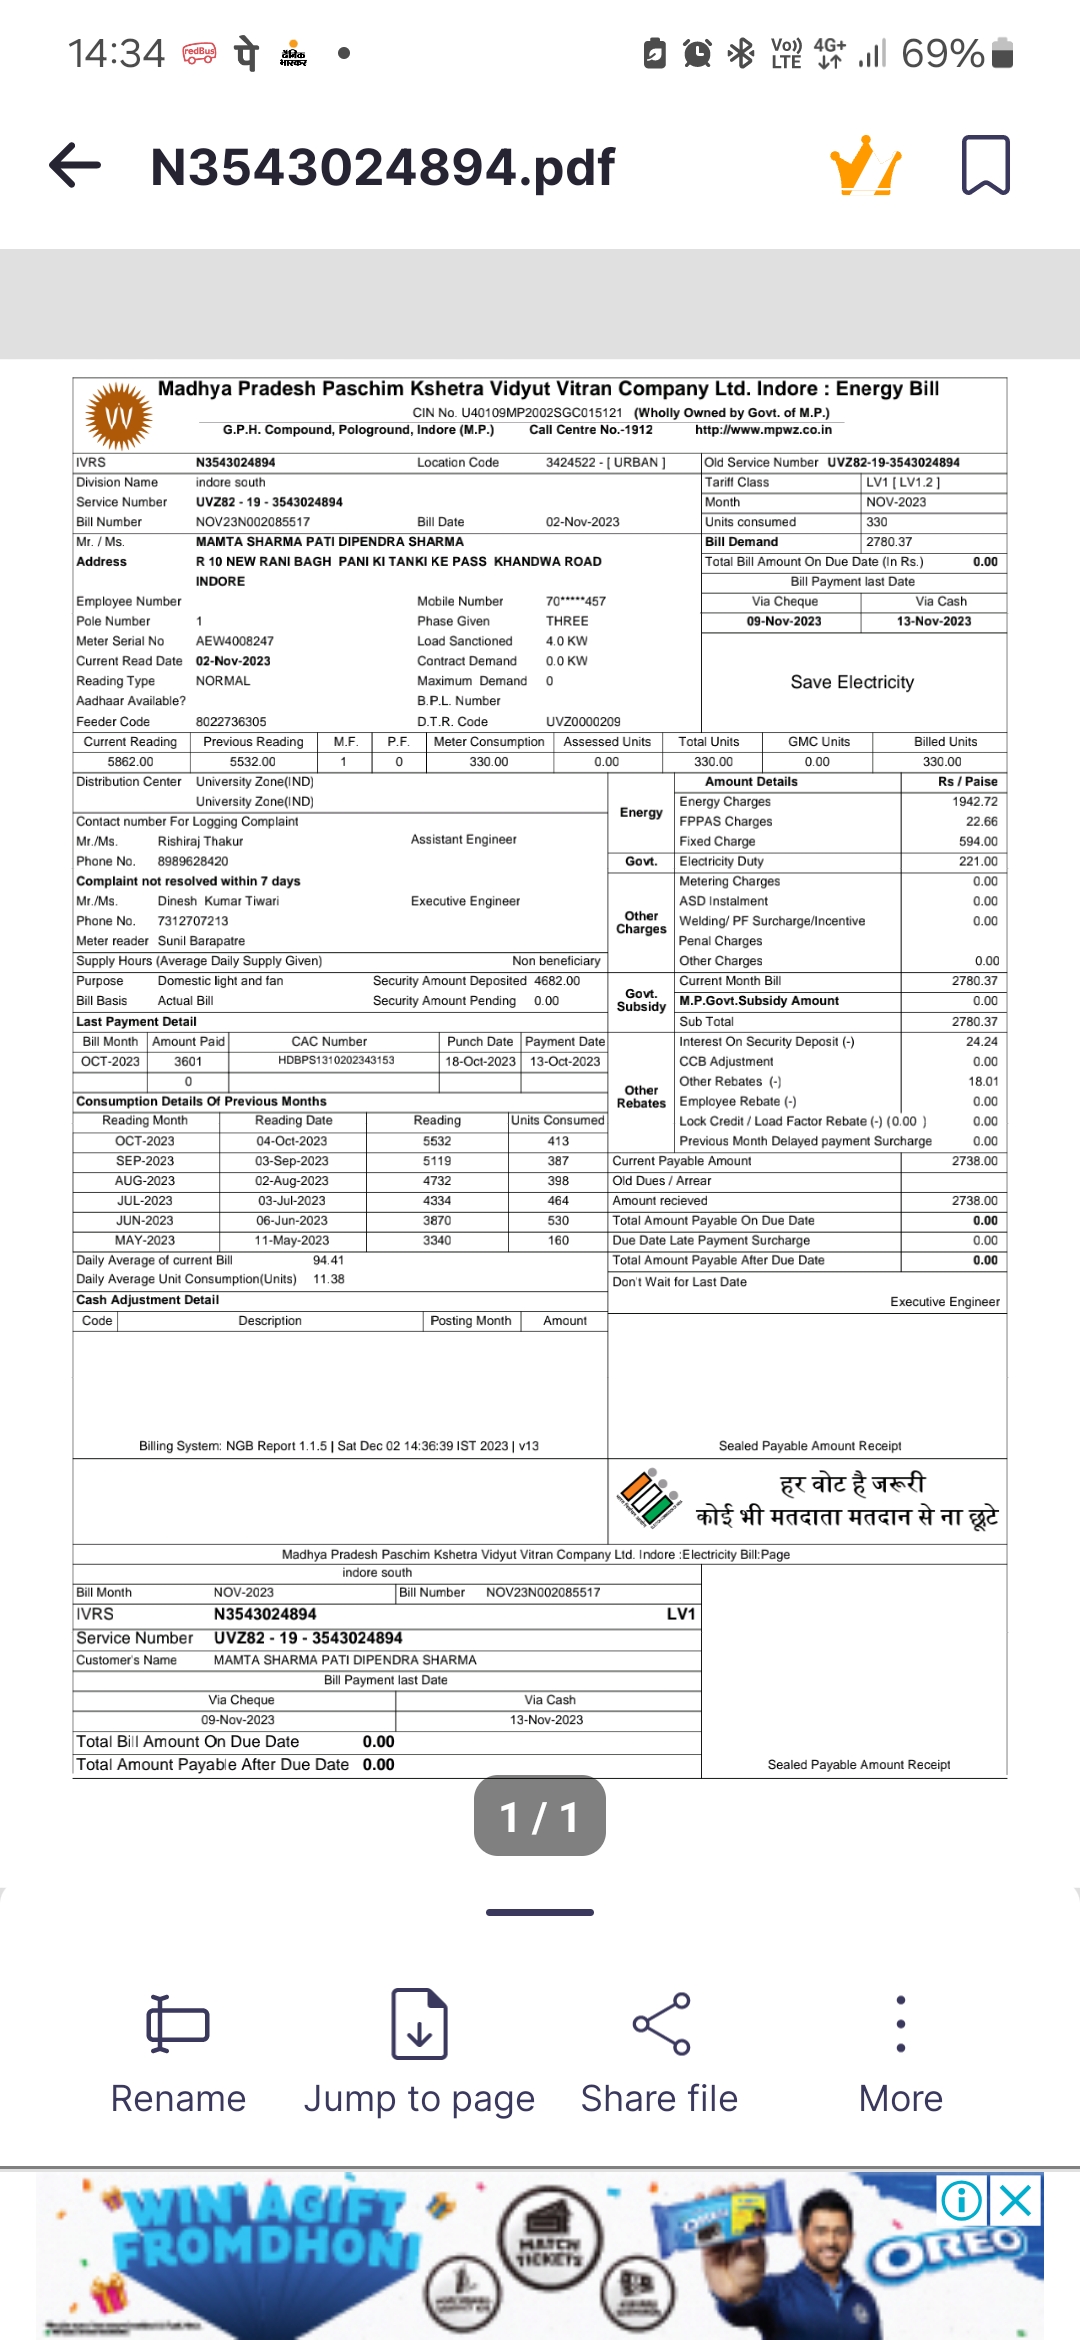 14:34 redBus पे दैनिक भास्कर Vo)) LTE 4G+ 69%
N3543024894.pdf
Madhya Pradesh Paschim Kshetra Vidyut Vitran Company Ltd. Indore : Energy Bill
CIN No. U40109MP2002SGC015121 (Wholly Owned by Govt. of M.P.)
G.P.H. Compound, Pologround, Indore (M.P.) Call Centre No.-1912 http://www.mpwz.co.in
IVRS N3543024894 Location Code 3424522 - [ URBAN ] Old Service Number UVZ82-19-3543024894
Division Name indore south Tariff Class LV1 [ LV1.2 ]
Service Number UVZ82 - 19 - 3543024894 Month NOV-2023
Bill Number NOV23N002085517 Bill Date 02-Nov-2023 Units consumed 330
Mr. / Ms. MAMTA SHARMA PATI DIPENDRA SHARMA Bill Demand 2780.37
Address R 10 NEW RANI BAGH PANI KI TANKI KE PASS KHANDWA ROAD Total Bill Amount On Due Date (In Rs.) 0.00
INDORE Bill Payment last Date
Employee Number Mobile Number 70*****457 Via Cheque Via Cash
Pole Number 1 Phase Given THREE 09-Nov-2023 13-Nov-2023
Meter Serial No AEW4008247 Load Sanctioned 4.0 KW
Current Read Date 02-Nov-2023 Contract Demand 0.0 KW
Reading Type NORMAL Maximum Demand 0 Save Electricity
Aadhaar Available? B.P.L. Number
Feeder Code 8022736305 D.T.R. Code UVZ0000209
Current Reading Previous Reading M.F. P.F. Meter Consumption Assessed Units Total Units GMC Units Billed Units
5862.00 5532.00 1 0 330.00 0.00 330.00 0.00 330.00
Distribution Center University Zone(IND) Amount Details Rs / Paise
University Zone(IND) Energy Energy Charges 1942.72
Contact number For Logging Complaint FPPAS Charges 22.66
Mr./Ms. Rishiraj Thakur Assistant Engineer Fixed Charge 594.00
Phone No. 8989628420 Govt. Electricity Duty 221.00
Complaint not resolved within 7 days Metering Charges 0.00
Mr./Ms. Dinesh Kumar Tiwari Executive Engineer ASD Instalment 0.00
Phone No. 7312707213 Other Charges Welding/ PF Surcharge/Incentive 0.00
Meter reader Sunil Barapatre Penal Charges
Supply Hours (Average Daily Supply Given) Non beneficiary Other Charges 0.00
Purpose Domestic light and fan Security Amount Deposited 4682.00 Current Month Bill 2780.37
Bill Basis Actual Bill Security Amount Pending 0.00 Govt. Subsidy M.P.Govt.Subsidy Amount 0.00
Last Payment Detail Sub Total 2780.37
Bill Month Amount Paid CAC Number Punch Date Payment Date Interest On Security Deposit (-) 24.24
OCT-2023 3601 HDBPS1310202343153 18-Oct-2023 13-Oct-2023 CCB Adjustment 0.00
0 Other Rebates Other Rebates (-) 18.01
Consumption Details Of Previous Months Employee Rebate (-) 0.00
Reading Month Reading Date Reading Units Consumed Lock Credit / Load Factor Rebate (-) (0.00 ) 0.00
OCT-2023 04-Oct-2023 5532 413 Previous Month Delayed payment Surcharge 0.00
SEP-2023 03-Sep-2023 5119 387 Current Payable Amount 2738.00
AUG-2023 02-Aug-2023 4732 398 Old Dues / Arrear
JUL-2023 03-Jul-2023 4334 464 Amount recieved 2738.00
JUN-2023 06-Jun-2023 3870 530 Total Amount Payable On Due Date 0.00
MAY-2023 11-May-2023 3340 160 Due Date Late Payment Surcharge 0.00
Daily Average of current Bill 94.41 Total Amount Payable After Due Date 0.00
Daily Average Unit Consumption(Units) 11.38 Don't Wait for Last Date
Cash Adjustment Detail Executive Engineer
Code Description Posting Month Amount
Billing System: NGB Report 1.1.5 | Sat Dec 02 14:36:39 IST 2023 | v13 Sealed Payable Amount Receipt
हर वोट है जरूरी
कोई भी मतदाता मतदान से ना छूटे
Madhya Pradesh Paschim Kshetra Vidyut Vitran Company Ltd. Indore :Electricity Bill:Page
indore south
Bill Month NOV-2023 Bill Number NOV23N002085517
IVRS N3543024894 LV1
Service Number UVZ82 - 19 - 3543024894
Customer's Name MAMTA SHARMA PATI DIPENDRA SHARMA
Bill Payment last Date
Via Cheque Via Cash
09-Nov-2023 13-Nov-2023
Total Bill Amount On Due Date 0.00
Total Amount Payable After Due Date 0.00 Sealed Payable Amount Receipt
1 / 1
Rename Jump to page Share file More
WIN A GIFT
FROM DHONI
MATCH
TICKETS
OREO
OREO